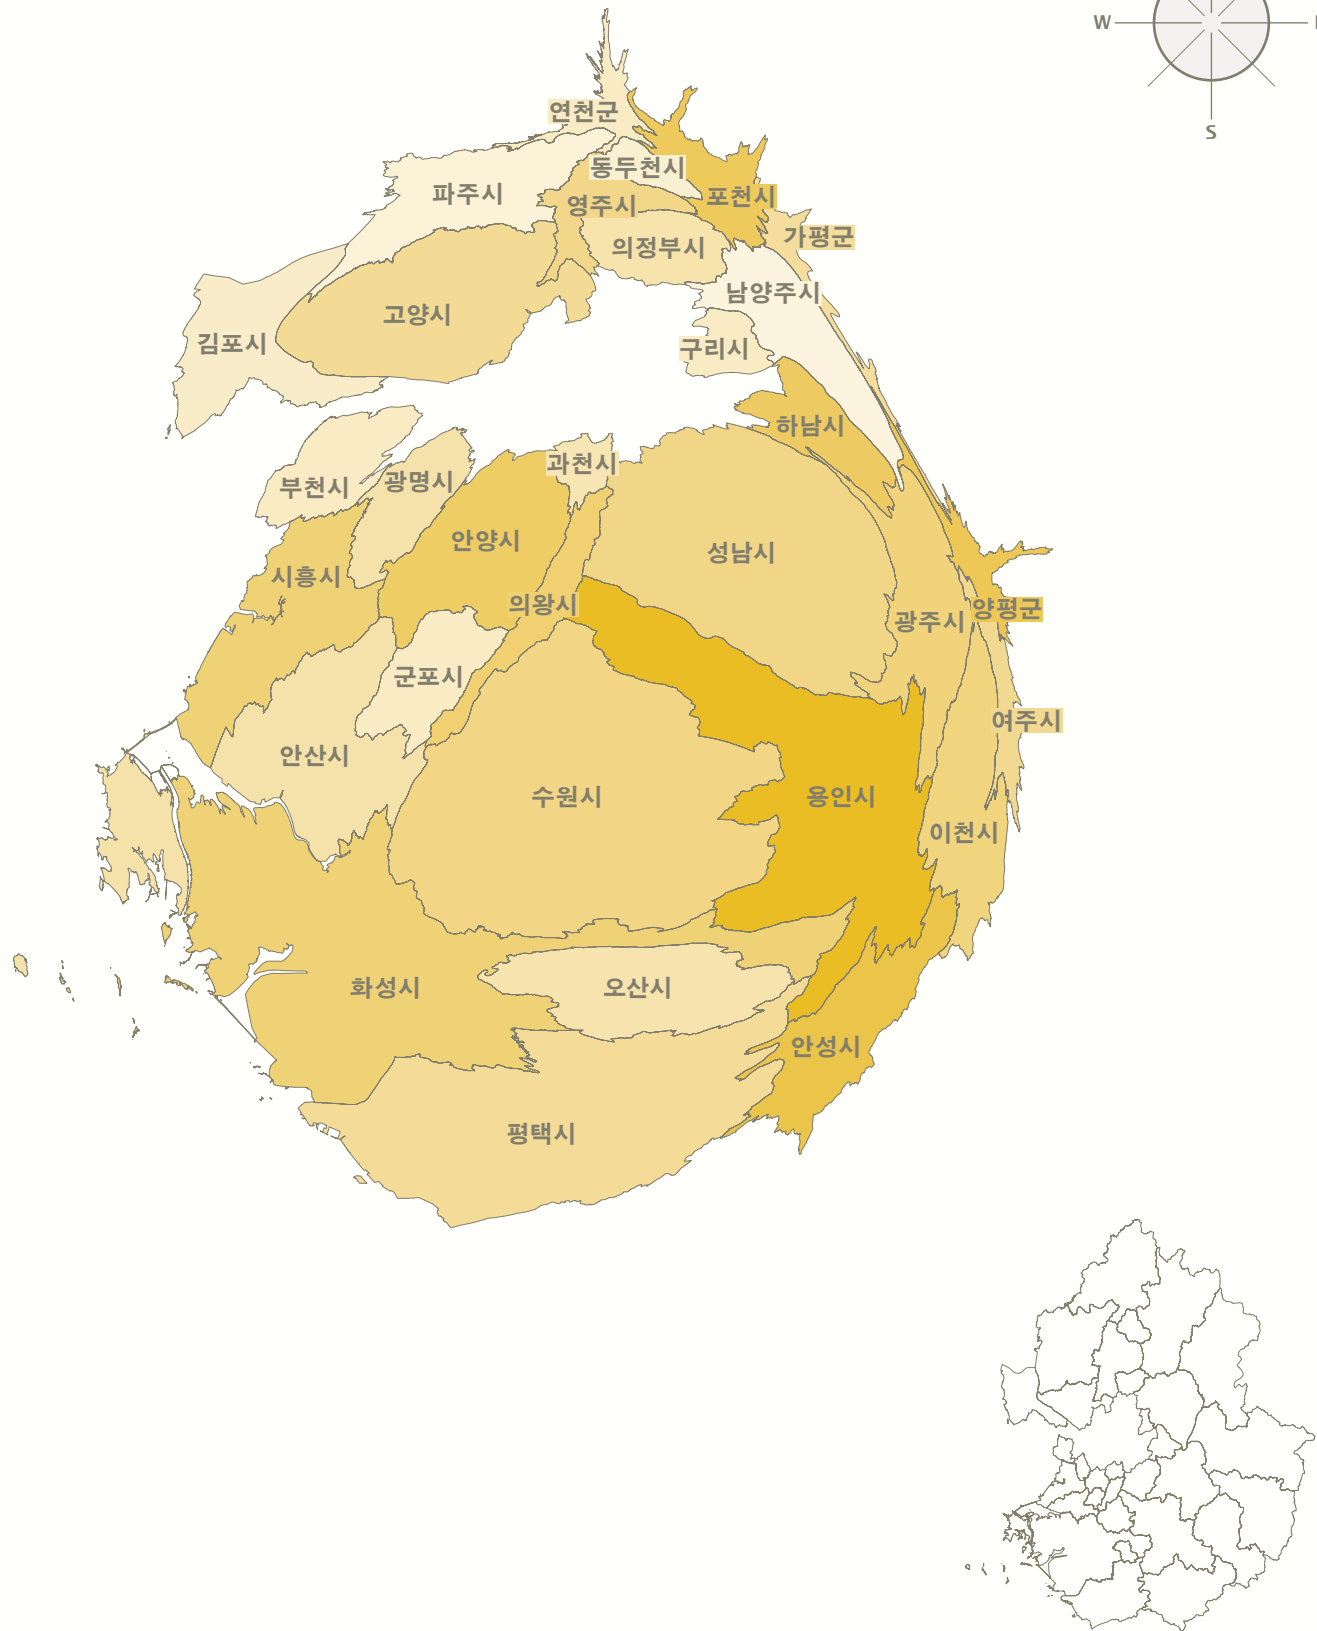 W
S
연천군
동두천시
파주시
포천시
영주시
가평군
의정부시
남양주시
고양시
김포시
구리시
하남시
과천시
광명시
부천시
안양시
성남시
시흥시
의왕시
양평군
광주시
군포시
여주시
안산시
수원시
용인시
이천시
화성시
오산시
안성시
평택시